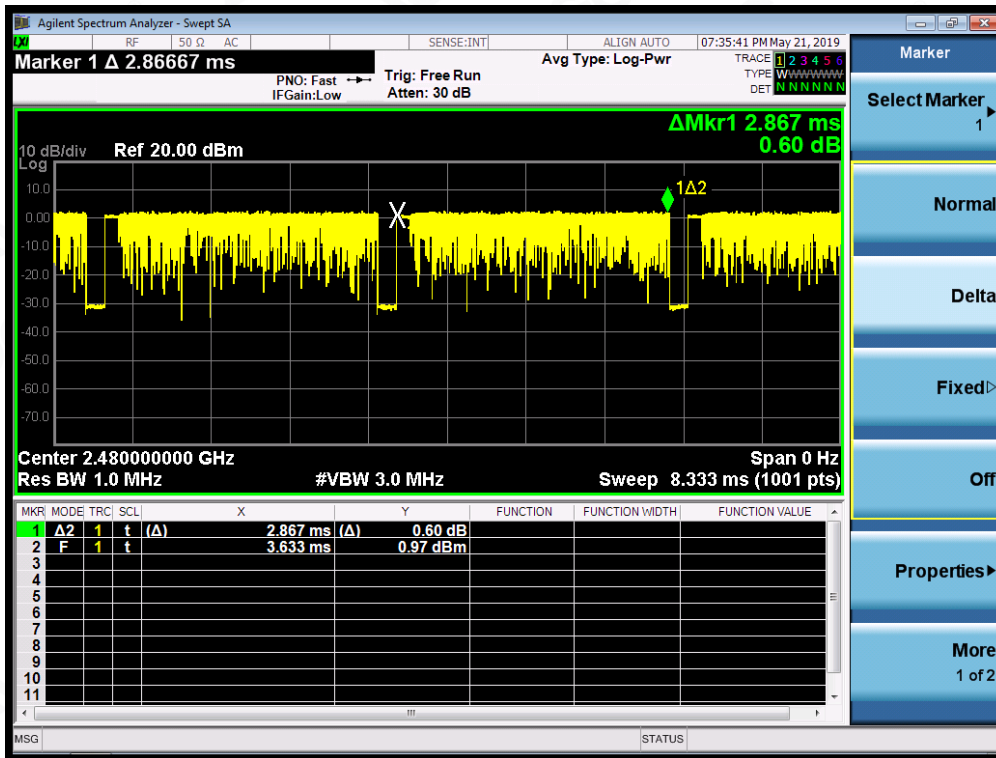 Agilent Spectrum Analyzer - Swept SA
LXI RF 50 Ω AC SENSE:INT ALIGN AUTO 07:35:41 PM May 21, 2019
Marker 1 Δ 2.86667 ms
PNO: Fast
IFGain:Low
Trig: Free Run
Atten: 30 dB
Avg Type: Log-Pwr
TRACE 1 2 3 4 5 6
TYPE WWWWWW
DET N N N N N N
ΔMkr1 2.867 ms
0.60 dB
10 dB/div Ref 20.00 dBm
Log
10.0
0.00
-10.0
-20.0
-30.0
-40.0
-50.0
-60.0
-70.0
X
1Δ2
Center 2.480000000 GHz Span 0 Hz
Res BW 1.0 MHz #VBW 3.0 MHz Sweep 8.333 ms (1001 pts)
MKR MODE TRC SCL X Y FUNCTION FUNCTION WIDTH FUNCTION VALUE
1 Δ2 1 t (Δ) 2.867 ms (Δ) 0.60 dB
2 F 1 t 3.633 ms 0.97 dBm
3
4
5
6
7
8
9
10
11
MSG STATUS
Marker
Select Marker
1
Normal
Delta
Fixed
Off
Properties
More
1 of 2